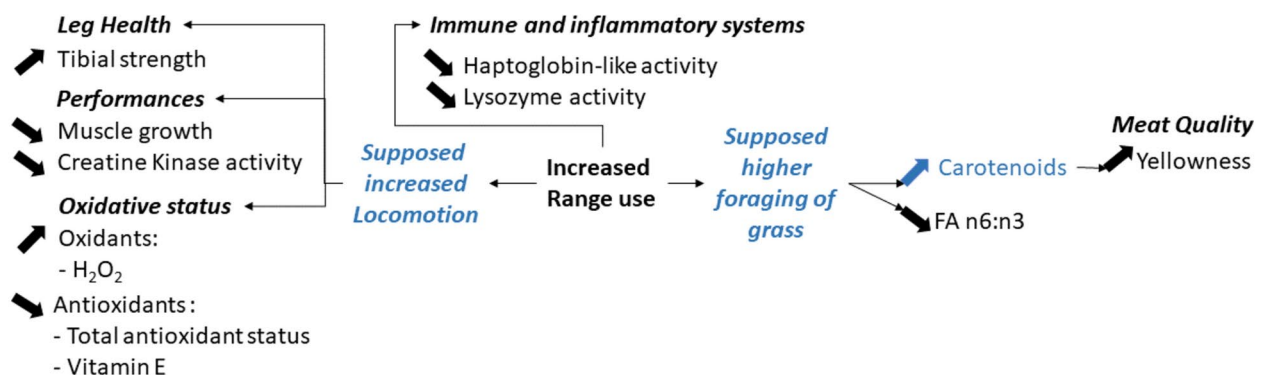 Leg Health
Tibial strength
Performances
Muscle growth
Creatine Kinase activity
Oxidative status
Oxidants:
- H₂O₂
Antioxidants :
- Total antioxidant status
- Vitamin E
Supposed
increased
Locomotion
Immune and inflammatory systems
Haptoglobin-like activity
Lysozyme activity
Increased
Range use
Supposed
higher
foraging of
grass
Carotenoids
FA n6:n3
Meat Quality
Yellowness